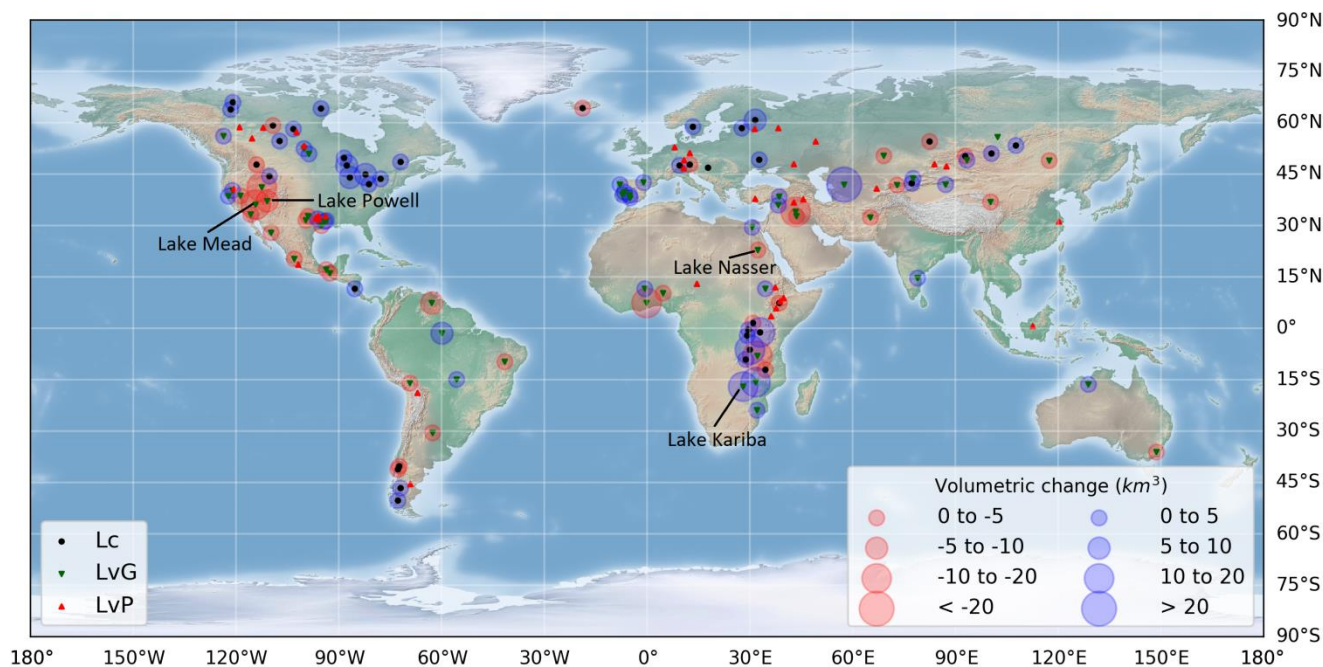 90°N
75°N
60°N
45°N
30°N
15°N
0°
15°S
30°S
45°S
60°S
75°S
90°S
Lake Powell
Lake Mead
Lake Nasser
Lake Kariba
Lc
LvG
LvP
Volumetric change (km³)
0 to -5 0 to 5
-5 to -10 5 to 10
-10 to -20 10 to 20
< -20 > 20
180° 150°W 120°W 90°W 60°W 30°W 0° 30°E 60°E 90°E 120°E 150°E 180°